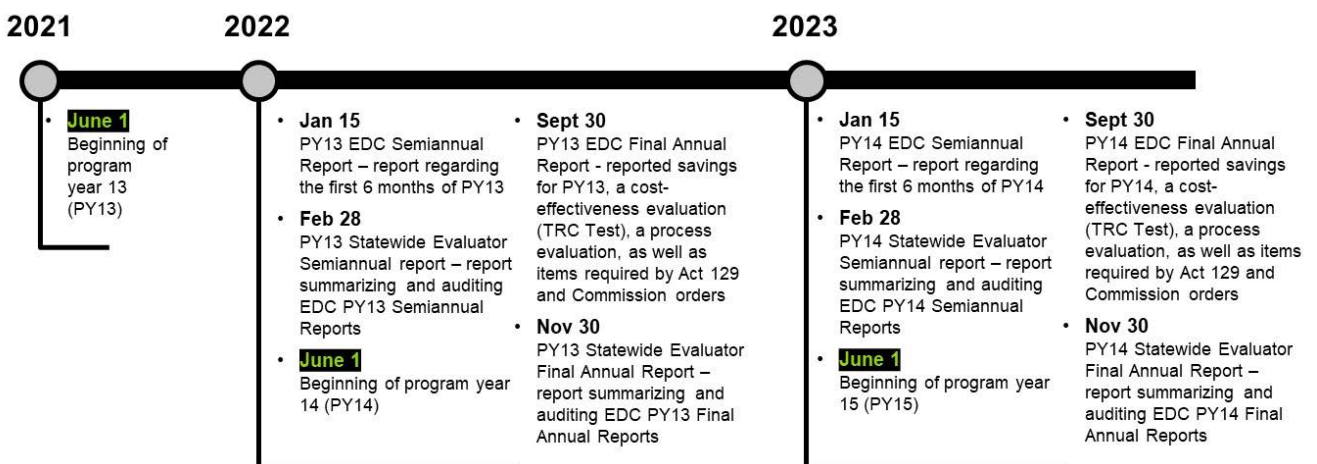 2021
2022
2023
• June 1
Beginning of
program
year 13
(PY13)
• Jan 15
PY13 EDC Semiannual
Report – report regarding
the first 6 months of PY13
• Feb 28
PY13 Statewide Evaluator
Semiannual report – report
summarizing and auditing
EDC PY13 Semiannual
Reports
• June 1
Beginning of program year
14 (PY14)
• Sept 30
PY13 EDC Final Annual
Report - reported savings
for PY13, a cost-
effectiveness evaluation
(TRC Test), a process
evaluation, as well as
items required by Act 129
and Commission orders
• Nov 30
PY13 Statewide Evaluator
Final Annual Report –
report summarizing and
auditing EDC PY13 Final
Annual Reports
• Jan 15
PY14 EDC Semiannual
Report – report regarding
the first 6 months of PY14
• Feb 28
PY14 Statewide Evaluator
Semiannual report – report
summarizing and auditing
EDC PY14 Semiannual
Reports
• June 1
Beginning of program year
15 (PY15)
• Sept 30
PY14 EDC Final Annual
Report - reported savings
for PY14, a cost-
effectiveness evaluation
(TRC Test), a process
evaluation, as well as items
required by Act 129 and
Commission orders
• Nov 30
PY14 Statewide Evaluator
Final Annual Report –
report summarizing and
auditing EDC PY14 Final
Annual Reports